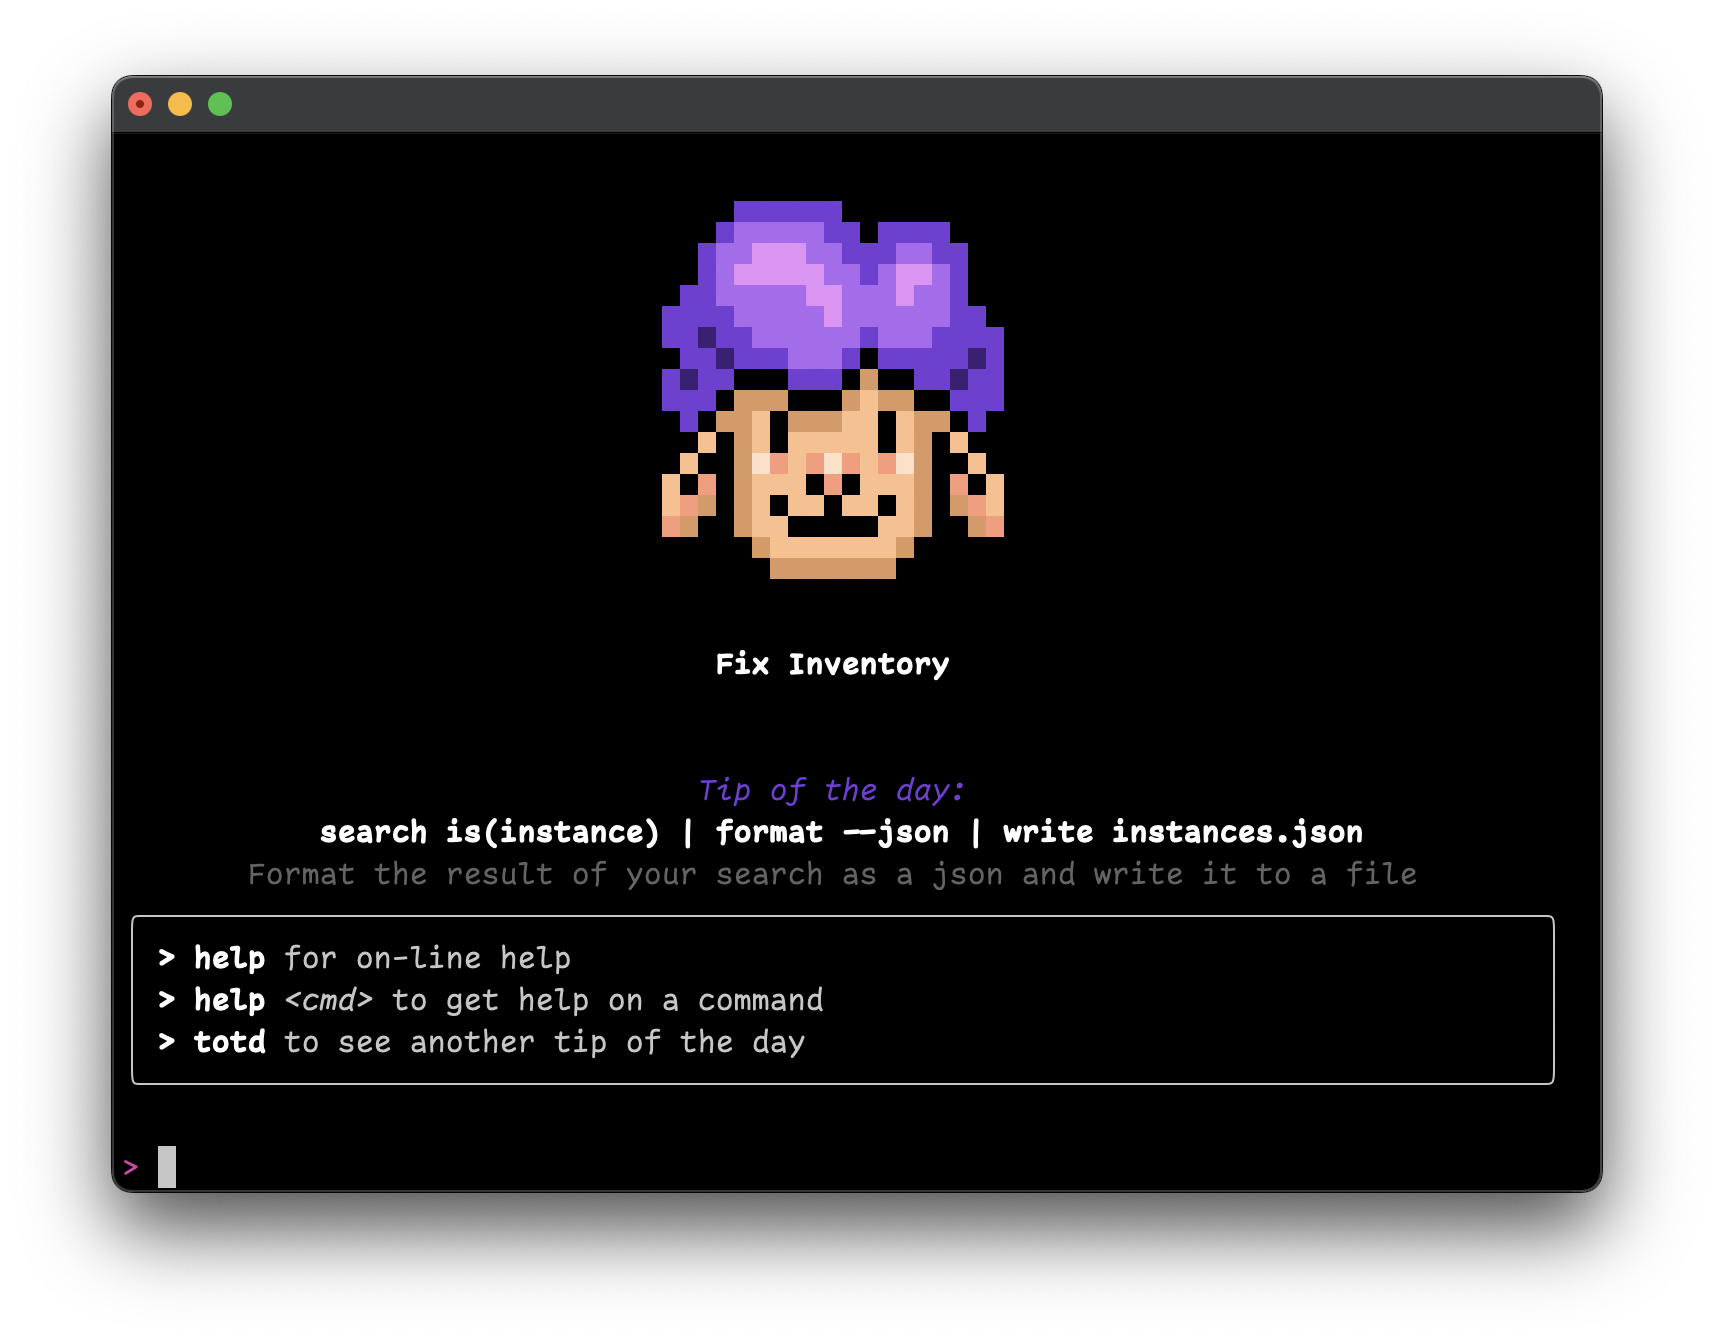 Fix Inventory
Tip of the day:
search is(instance) | format --json | write instances.json
Format the result of your search as a json and write it to a file
> help for on-line help
> help <cmd> to get help on a command
> totd to see another tip of the day
>